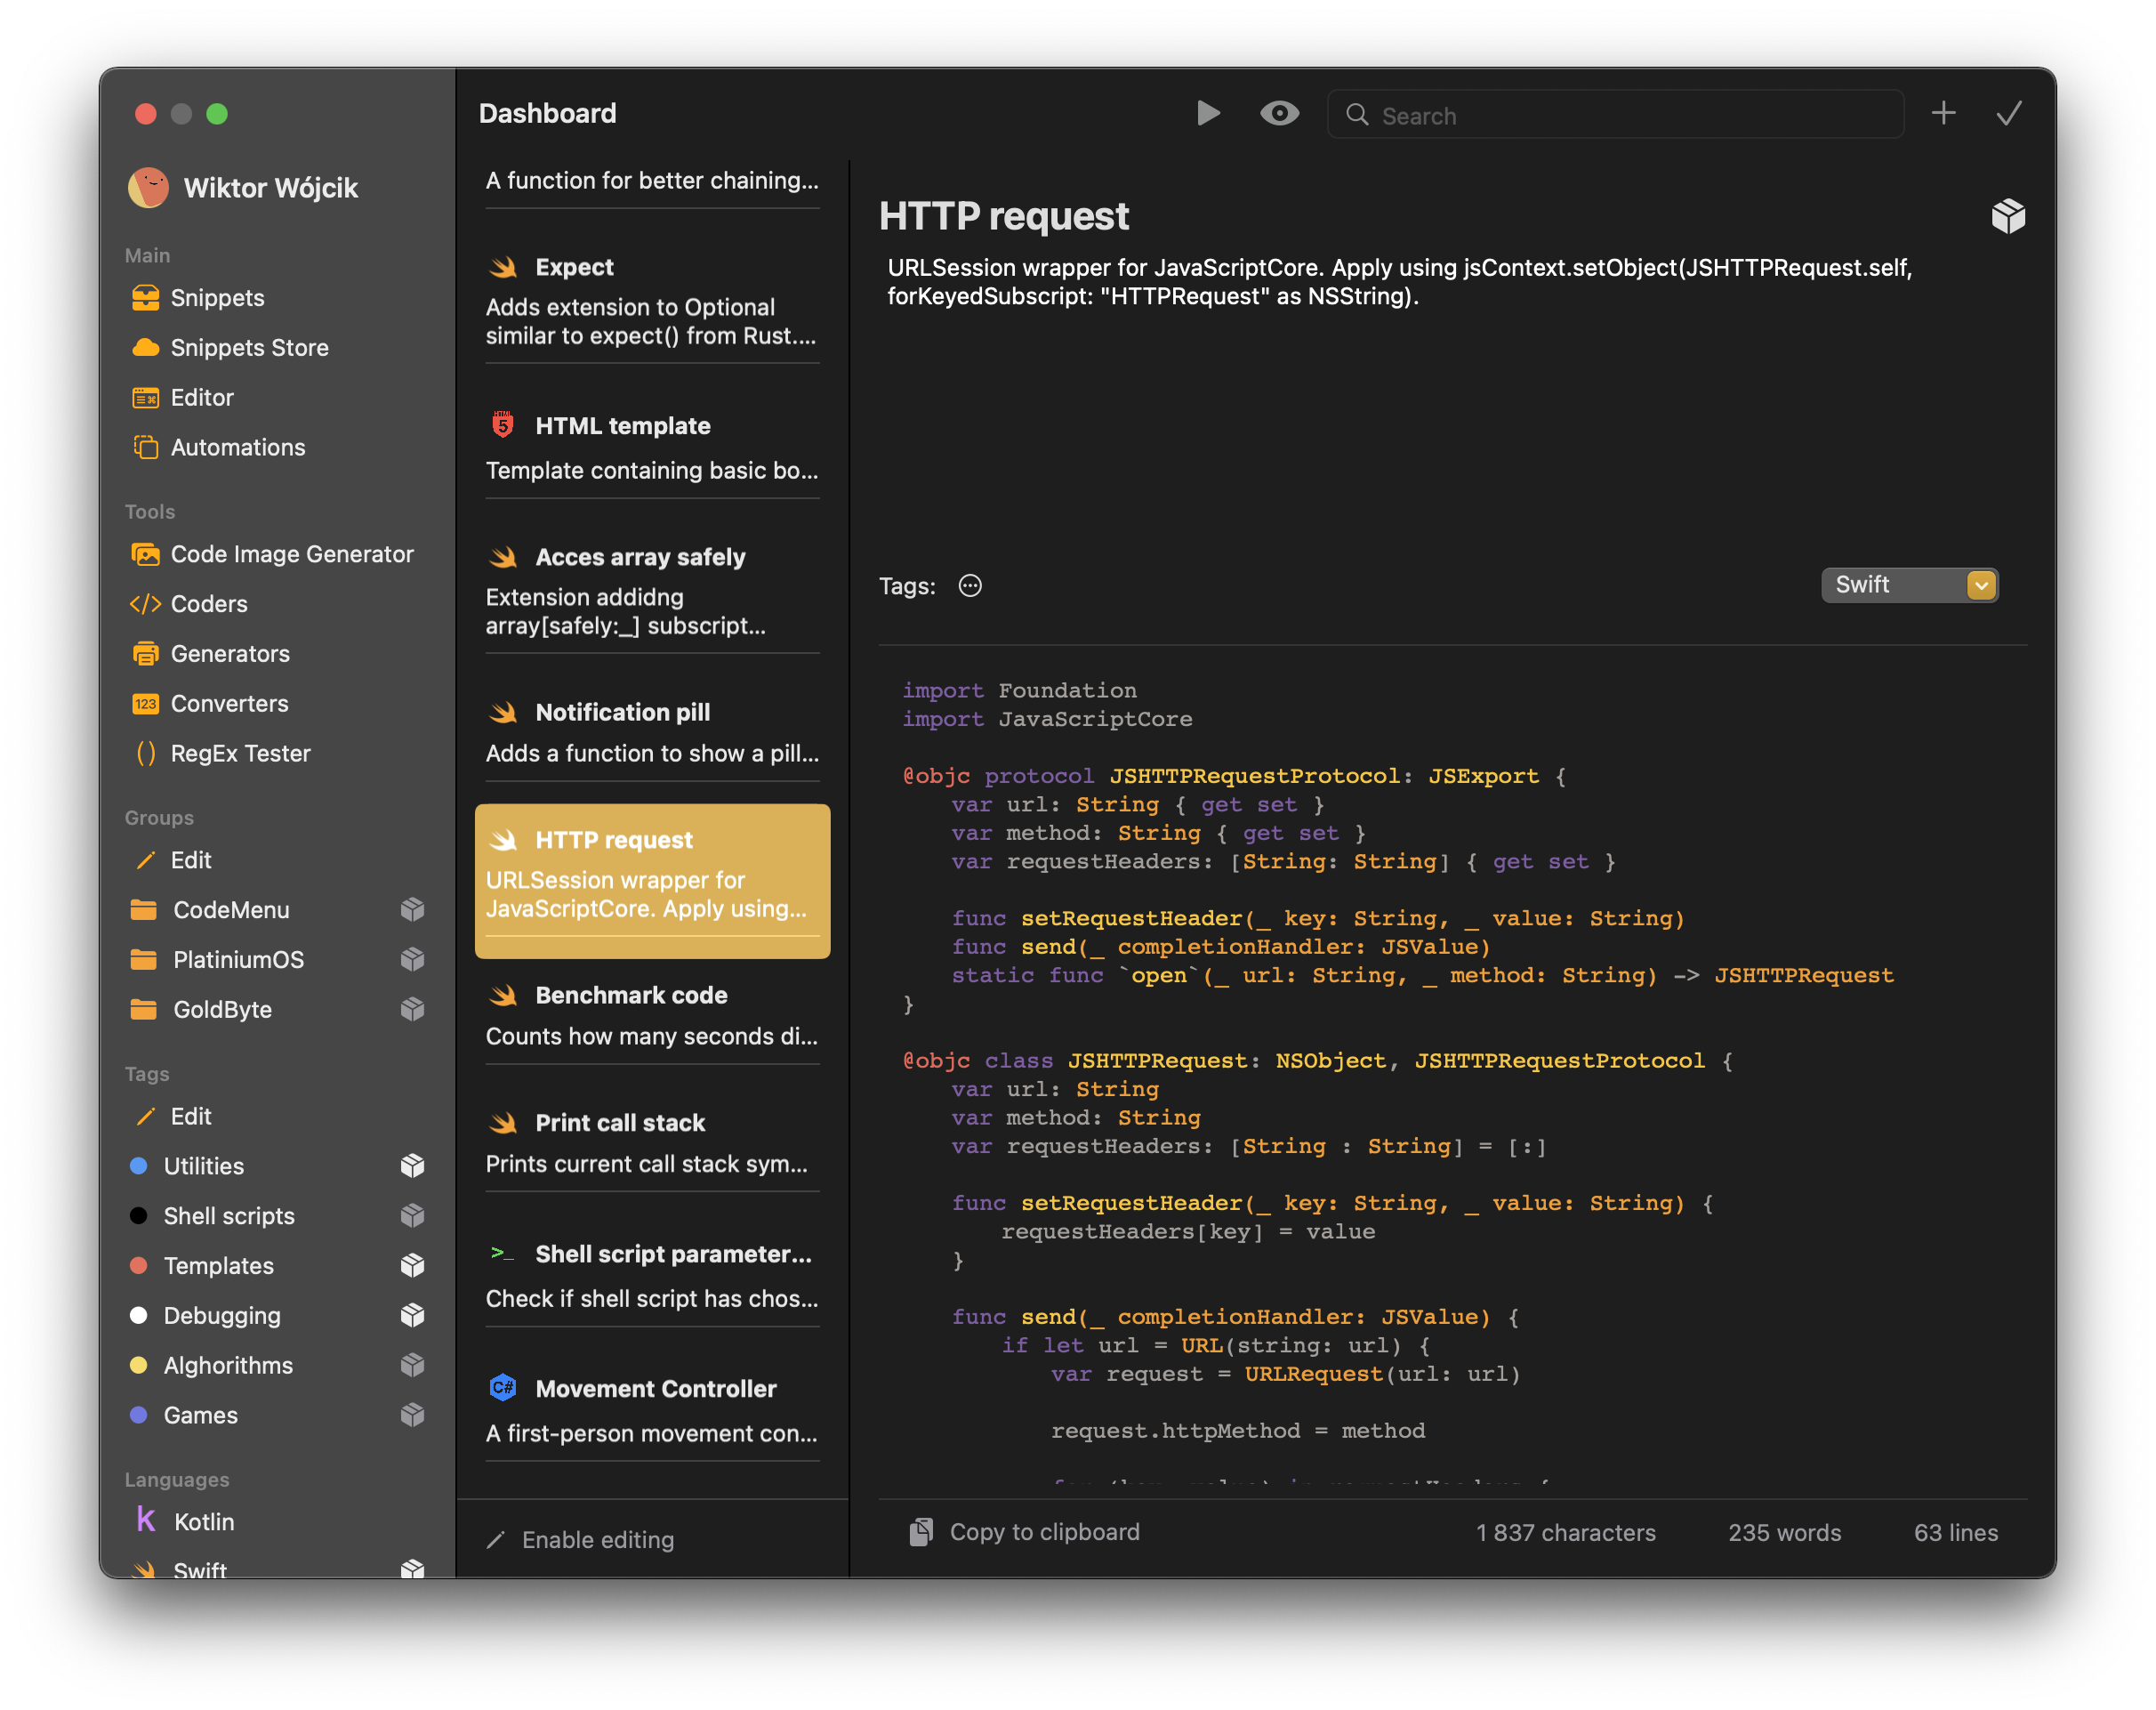 Dashboard
Search
Wiktor Wójcik
Main
Snippets
Snippets Store
Editor
Automations
Tools
Code Image Generator
</> Coders
Generators
123 Converters
() RegEx Tester
Groups
Edit
CodeMenu
PlatiniumOS
GoldByte
Tags
Edit
Utilities
Shell scripts
Templates
Debugging
Alghorithms
Games
Languages
K Kotlin
Swift
A function for better chaining...
Expect
Adds extension to Optional
similar to expect() from Rust....
HTML 5 HTML template
Template containing basic bo...
Acces array safely
Extension addidng
array[safely:_] subscript...
Notification pill
Adds a function to show a pill...
HTTP request
URLSession wrapper for
JavaScriptCore. Apply using...
Benchmark code
Counts how many seconds di...
Print call stack
Prints current call stack sym...
>_ Shell script parameter...
Check if shell script has chos...
C# Movement Controller
A first-person movement con...
Enable editing
HTTP request
URLSession wrapper for JavaScriptCore. Apply using jsContext.setObject(JSHTTPRequest.self,
forKeyedSubscript: "HTTPRequest" as NSString).
Tags:
Swift
import Foundation
import JavaScriptCore
@objc protocol JSHTTPRequestProtocol: JSExport {
var url: String { get set }
var method: String { get set }
var requestHeaders: [String: String] { get set }
func setRequestHeader(_ key: String, _ value: String)
func send(_ completionHandler: JSValue)
static func `open`(_ url: String, _ method: String) -> JSHTTPRequest
}
@objc class JSHTTPRequest: NSObject, JSHTTPRequestProtocol {
var url: String
var method: String
var requestHeaders: [String : String] = [:]
func setRequestHeader(_ key: String, _ value: String) {
requestHeaders[key] = value
}
func send(_ completionHandler: JSValue) {
if let url = URL(string: url) {
var request = URLRequest(url: url)
request.httpMethod = method
for (key, value) in requestHeaders {
Copy to clipboard
1 837 characters
235 words
63 lines